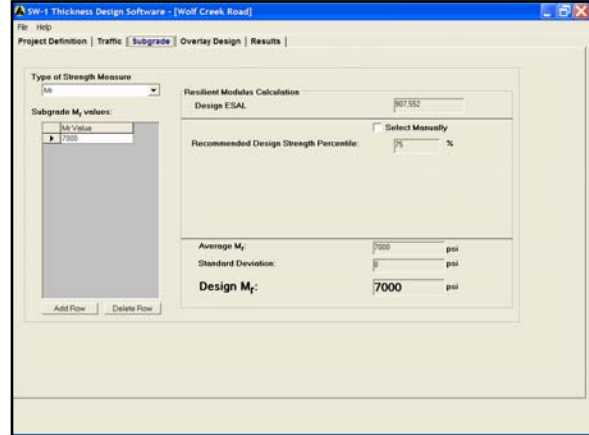 SW-1 Thickness Design Software - [Wolf Creek Road]
File Help
Project Definition | Traffic | Subgrade | Overlay Design | Results |
Type of Strength Measure
Mr
Subgrade Mr values:
Mr Value
7000
Add Row Delete Row
Resilient Modulus Calculation
Design ESAL 907,552
Select Manually
Recommended Design Strength Percentile: 75 %
Average Mr: 7000 psi
Standard Deviation: 0 psi
Design Mr: 7000 psi